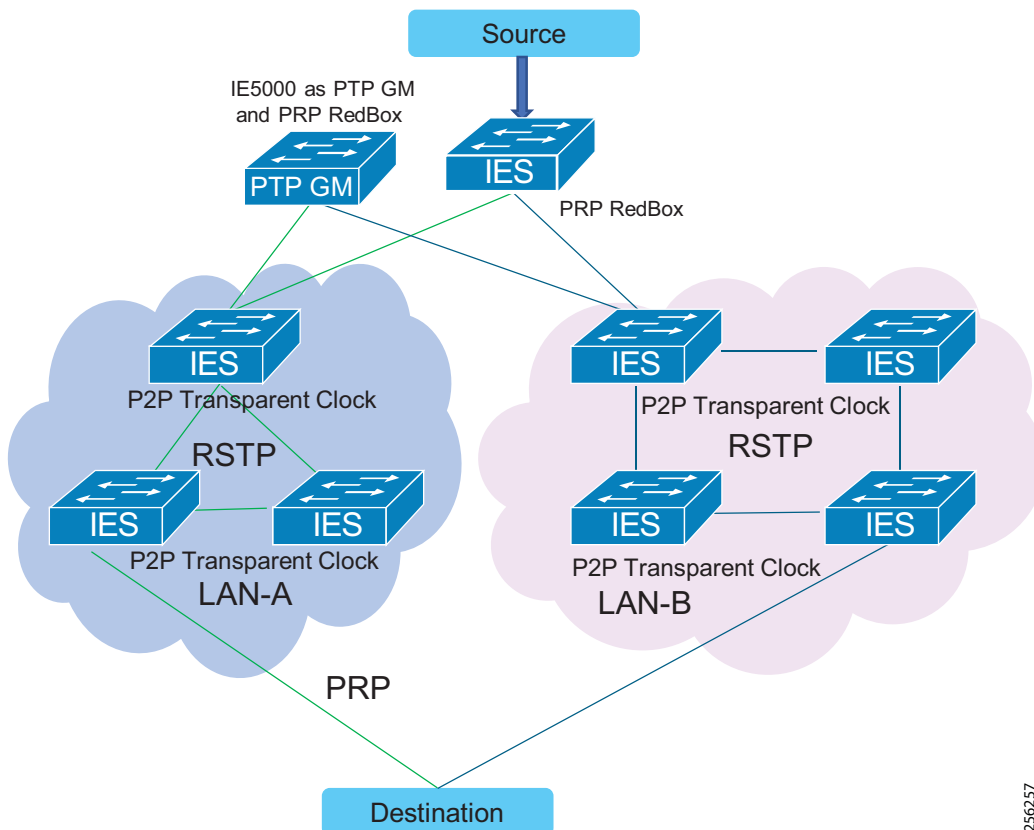 Source
IE5000 as PTP GM
and PRP RedBox
PTP GM
IES
PRP RedBox
IES
P2P Transparent Clock
RSTP
IES
IES
P2P Transparent Clock
LAN-A
IES
IES
P2P Transparent Clock
RSTP
IES
IES
P2P Transparent Clock
LAN-B
PRP
Destination
256257